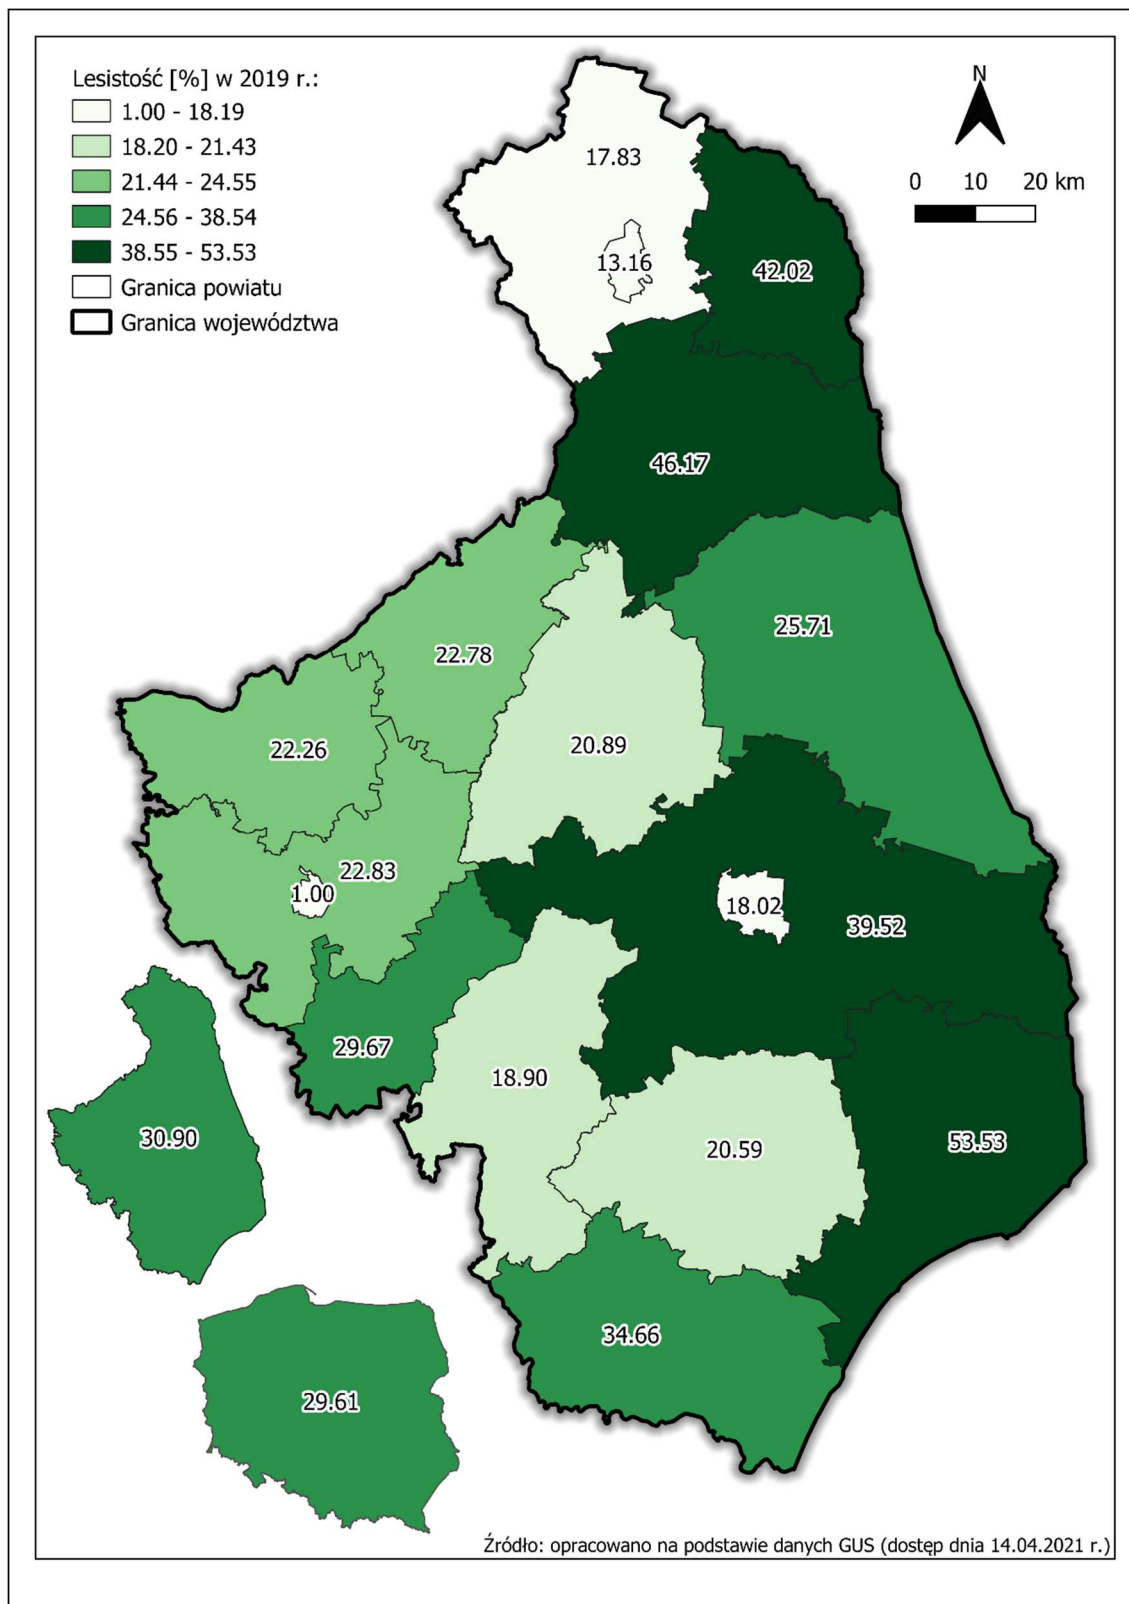 Lesistość [%] w 2019 r.:
1.00 - 18.19
18.20 - 21.43
21.44 - 24.55
24.56 - 38.54
38.55 - 53.53
Granica powiatu
Granica województwa
N
0 10 20 km
17.83
13.16
42.02
46.17
25.71
22.78
22.26
20.89
22.83
1.00
18.02
39.52
29.67
18.90
20.59
53.53
30.90
34.66
29.61
Źródło: opracowano na podstawie danych GUS (dostęp dnia 14.04.2021 r.)